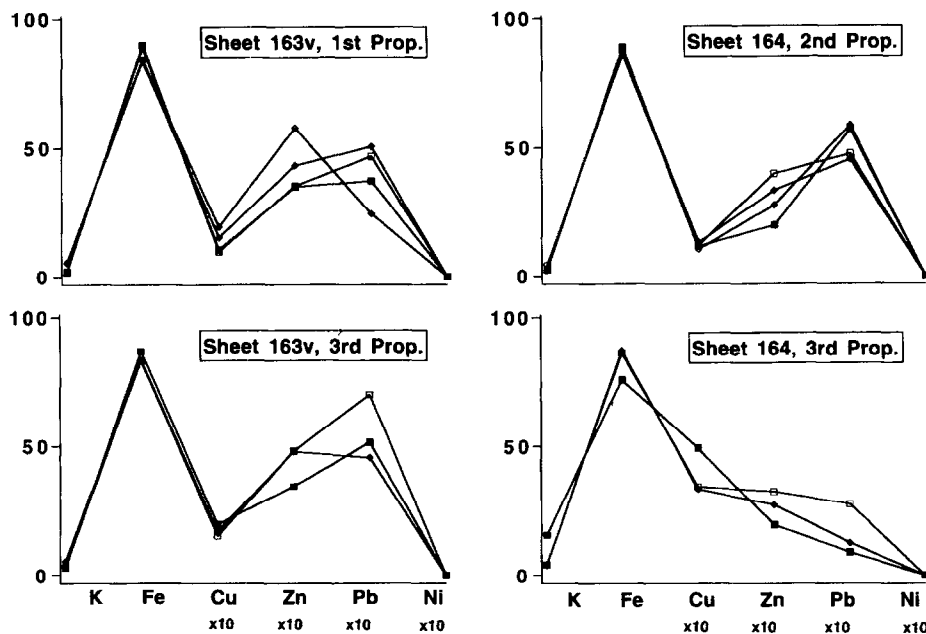 100
50
0
Sheet 163v, 1st Prop.
100
50
0
Sheet 164, 2nd Prop.
100
50
0
Sheet 163v, 3rd Prop.
100
50
0
Sheet 164, 3rd Prop.
K Fe Cu Zn Pb Ni
x10 x10 x10 x10
K Fe Cu Zn Pb Ni
x10 x10 x10 x10